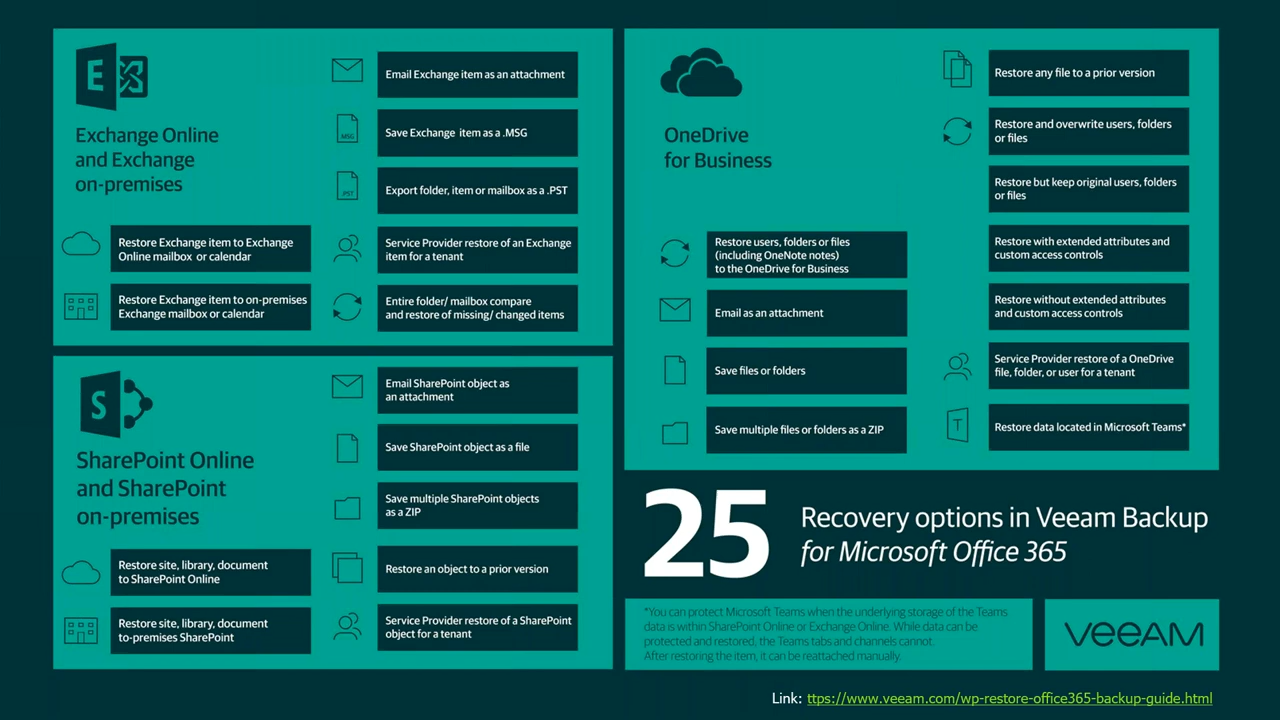 Exchange Online
and Exchange
on-premises
Restore Exchange item to Exchange
Online mailbox or calendar
Restore Exchange item to on-premises
Exchange mailbox or calendar
Email Exchange item as an attachment
.MSG
Save Exchange item as a .MSG
.PST
Export folder, item or mailbox as a .PST
Service Provider restore of an Exchange
item for a tenant
Entire folder/ mailbox compare
and restore of missing/ changed items
SharePoint Online
and SharePoint
on-premises
Restore site, library, document
to SharePoint Online
Restore site, library, document
to-premises SharePoint
Email SharePoint object as
an attachment
Save SharePoint object as a file
Save multiple SharePoint objects
as a ZIP
Restore an object to a prior version
Service Provider restore of a SharePoint
object for a tenant
OneDrive
for Business
Restore users, folders or files
(including OneNote notes)
to the OneDrive for Business
Email as an attachment
Save files or folders
Save multiple files or folders as a ZIP
Restore any file to a prior version
Restore and overwrite users, folders
or files
Restore but keep original users, folders
or files
Restore with extended attributes and
custom access controls
Restore without extended attributes
and custom access controls
Service Provider restore of a OneDrive
file, folder, or user for a tenant
Restore data located in Microsoft Teams*
25
Recovery options in Veeam Backup
for Microsoft Office 365
*You can protect Microsoft Teams when the underlying storage of the Teams
data is within SharePoint Online or Exchange Online. While data can be
protected and restored, the Teams tabs and channels cannot.
After restoring the item, it can be reattached manually.
VEEAM
Link: ttps://www.veeam.com/wp-restore-office365-backup-guide.html